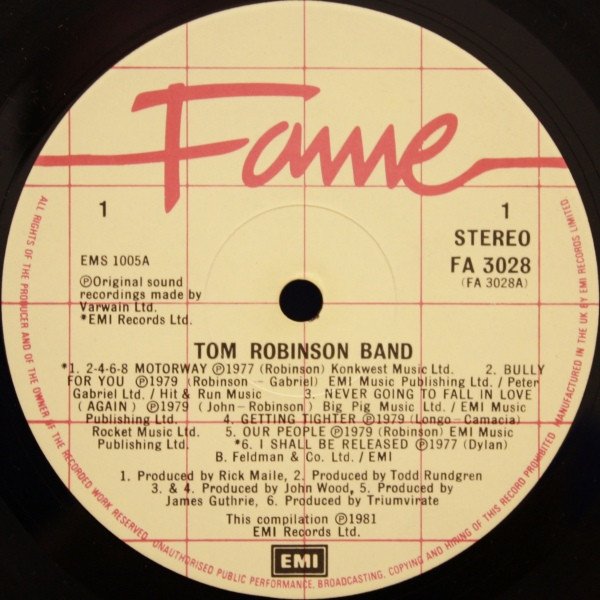 Fame
1
1
STEREO
EMS 1005A
FA 3028
(FA 3028A)
℗Original sound
recordings made by
Varwain Ltd.
*EMI Records Ltd.
TOM ROBINSON BAND
*1. 2-4-6-8 MOTORWAY ℗1977 (Robinson) Konkwest Music Ltd. 2. BULLY
FOR YOU ℗1979 (Robinson - Gabriel) EMI Music Publishing Ltd. / Peter
Gabriel Ltd. / Hit & Run Music 3. NEVER GOING TO FALL IN LOVE
(AGAIN) ℗1979 (John-Robinson) Big Pig Music Ltd. / EMI Music
Publishing Ltd. 4. GETTING TIGHTER ℗1979 (Longo-Camacia)
Rocket Music Ltd. 5. OUR PEOPLE ℗1979 (Robinson) EMI Music
Publishing Ltd. *6. I SHALL BE RELEASED ℗1977 (Dylan)
B. Feldman & Co. Ltd. / EMI
1. Produced by Rick Maile, 2. Produced by Todd Rundgren
3. & 4. Produced by John Wood, 5. Produced by
James Guthrie, 6. Produced by Triumvirate
This compilation ℗1981
EMI Records Ltd.
EMI
ALL RIGHTS OF THE PRODUCER AND OF THE OWNER OF THE RECORDED WORK RESERVED. UNAUTHORISED PUBLIC PERFORMANCE, BROADCASTING, COPYING AND HIRING OF THIS RECORD PROHIBITED. MANUFACTURED IN THE UK BY EMI RECORDS LIMITED